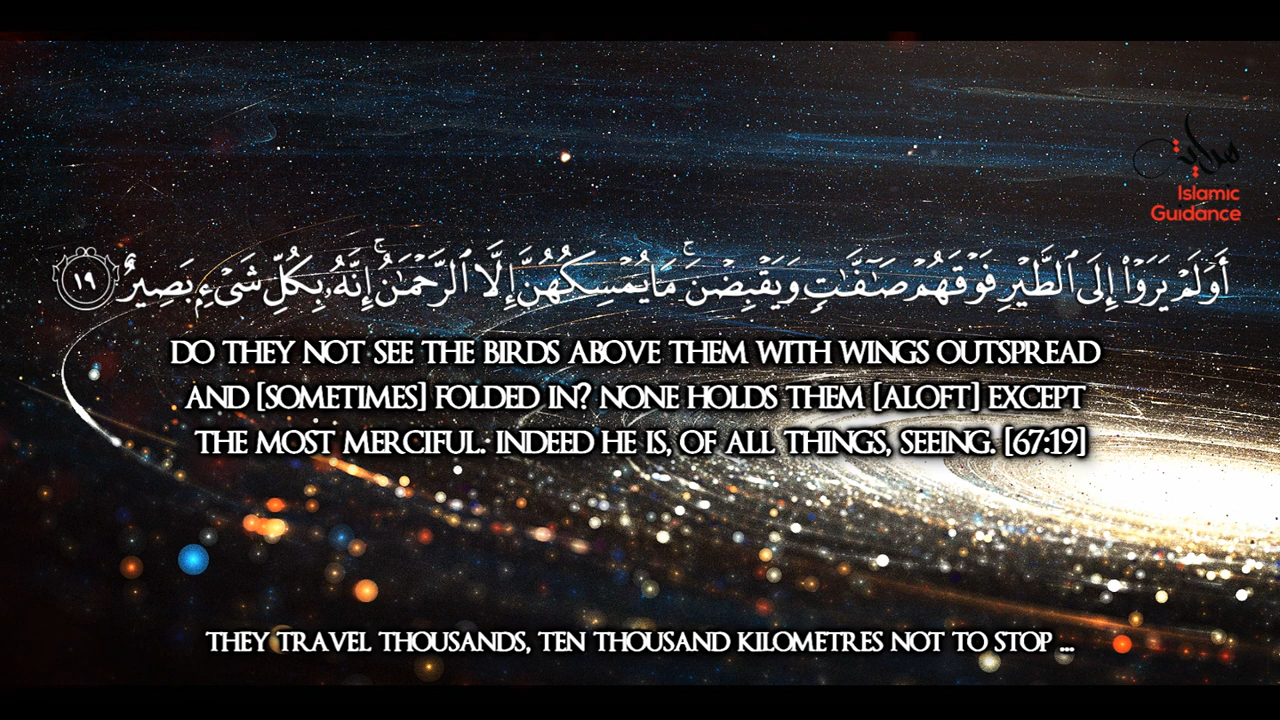 هداية
Islamic
Guidance
أَوَلَمْ يَرَوْا۟ إِلَى ٱلطَّيْرِ فَوْقَهُمْ صَـٰٓفَّـٰتٍ وَيَقْبِضْنَ ۚ مَا يُمْسِكُهُنَّ إِلَّا ٱلرَّحْمَـٰنُ ۚ إِنَّهُۥ بِكُلِّ شَىْءٍۭ بَصِيرٌ ١٩
DO THEY NOT SEE THE BIRDS ABOVE THEM WITH WINGS OUTSPREAD
AND [SOMETIMES] FOLDED IN? NONE HOLDS THEM [ALOFT] EXCEPT
THE MOST MERCIFUL.: INDEED HE IS, OF ALL THINGS, SEEING. [67:19]
THEY TRAVEL THOUSANDS, TEN THOUSAND KILOMETRES NOT TO STOP ...